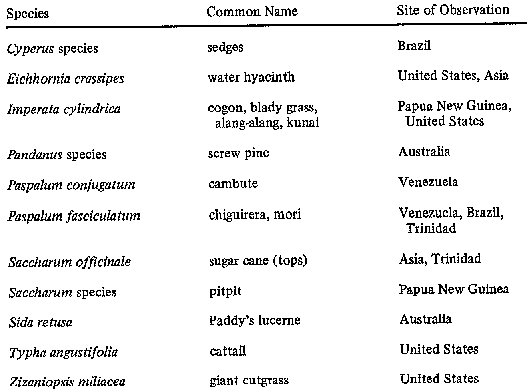 Species Common Name Site of Observation
Cyperus species sedges Brazil
Eichhornia crassipes water hyacinth United States, Asia
Imperata cylindrica cogon, blady grass, Papua New Guinea,
alang-alang, kunai United States
Pandanus species screw pine Australia
Paspalum conjugatum cambute Venezuela
Paspalum fasciculatum chiguirera, mori Venezuela, Brazil,
Trinidad
Saccharum officinale sugar cane (tops) Asia, Trinidad
Saccharum species pitpit Papua New Guinea
Sida retusa Paddy's lucerne Australia
Typha angustifolia cattail United States
Zizaniopsis miliacea giant cutgrass United States